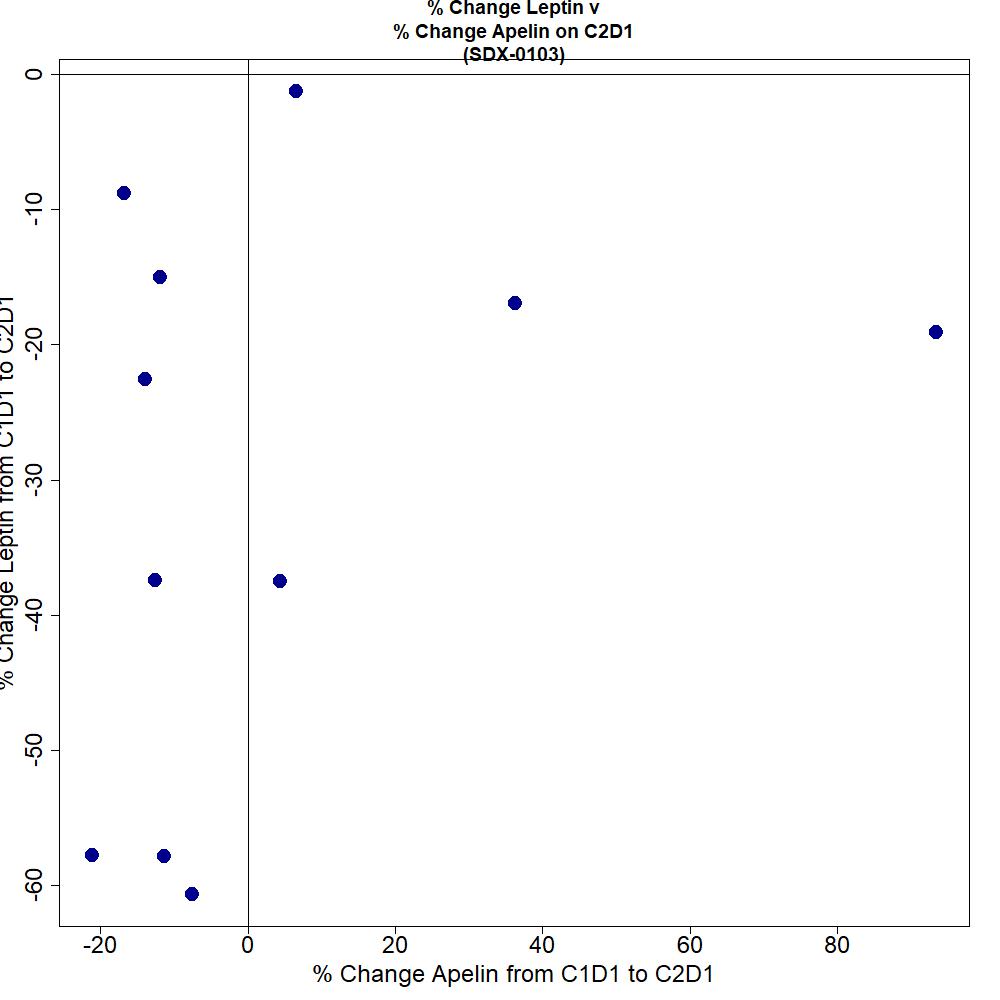 % Change Leptin v
% Change Apelin on C2D1
(SDX-0103)
0
-10
-20
-30
-40
-50
-60
% Change Leptin from C1D1 to C2D1
-20 0 20 40 60 80
% Change Apelin from C1D1 to C2D1